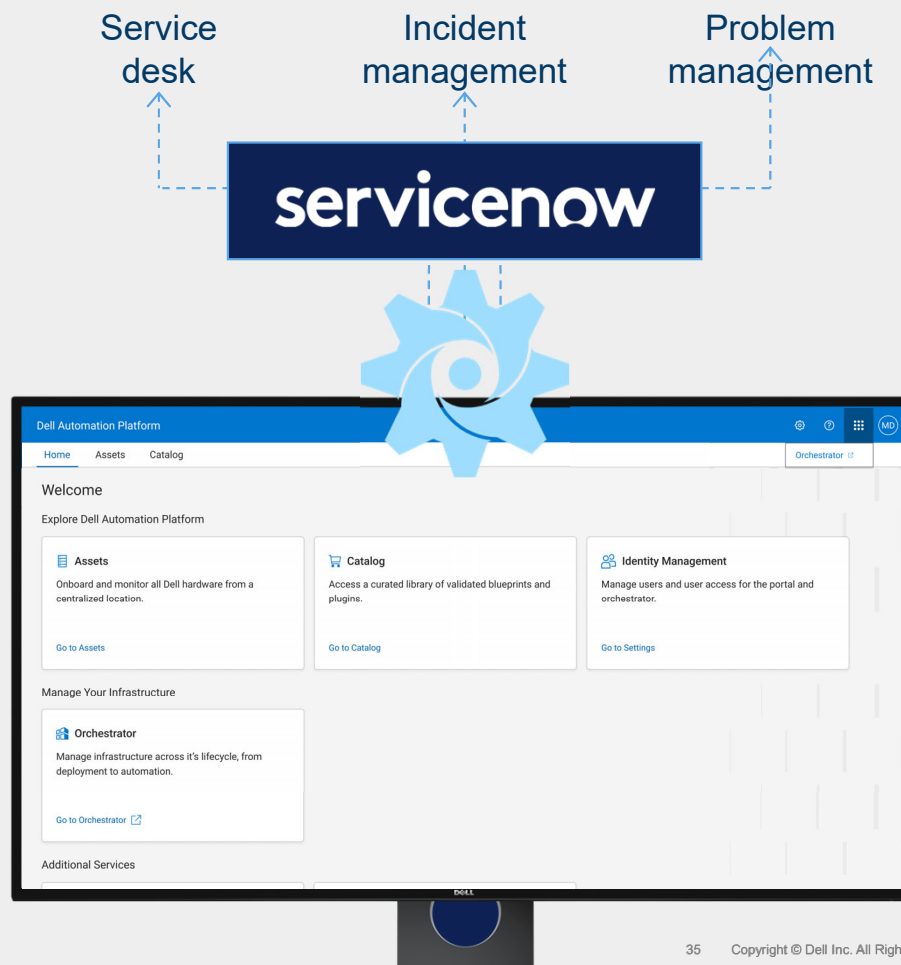 Service
desk
Incident
management
Problem
management
servicenow
Dell Automation Platform
MD
Home Assets Catalog
Orchestrator
Welcome
Explore Dell Automation Platform
Assets
Onboard and monitor all Dell hardware from a
centralized location.
Go to Assets
Catalog
Access a curated library of validated blueprints and
plugins.
Go to Catalog
Identity Management
Manage users and user access for the portal and
orchestrator.
Go to Settings
Manage Your Infrastructure
Orchestrator
Manage infrastructure across it's lifecycle, from
deployment to automation.
Go to Orchestrator
Additional Services
DELL
35 Copyright © Dell Inc. All Righ